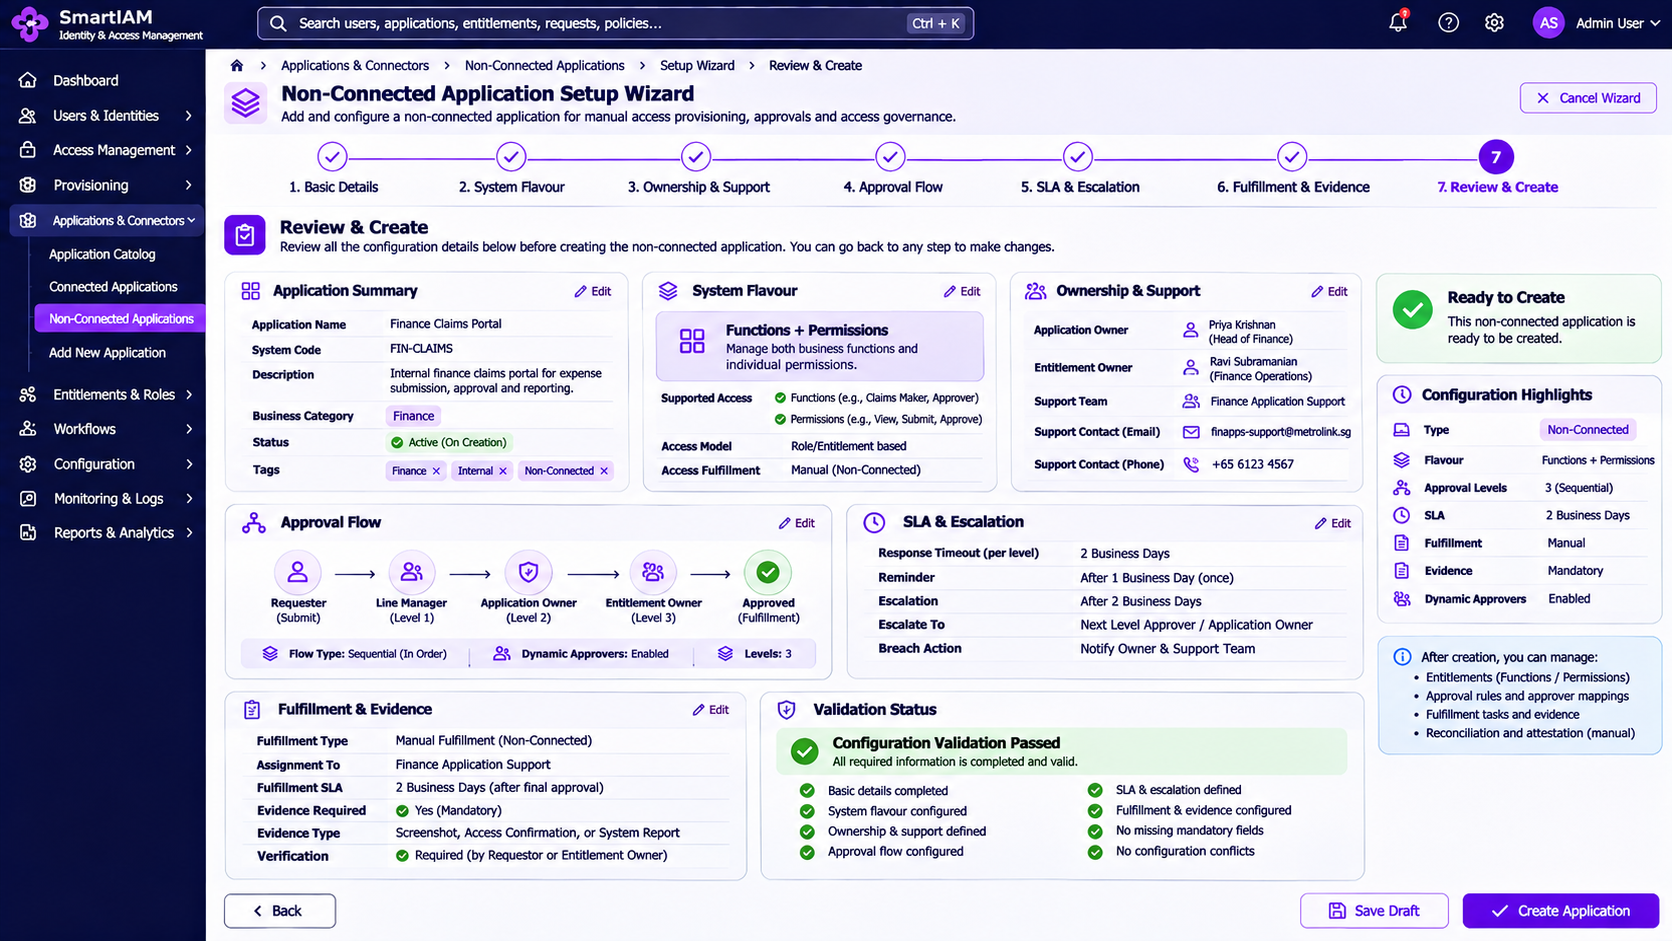 SmartIAM
Identity & Access Management
Search users, applications, entitlements, requests, policies...
Ctrl + K
AS
Admin User
Dashboard
Users & Identities
Access Management
Provisioning
Applications & Connectors
Application Catolog
Connected Applications
Non-Connected Applications
Add New Application
Entitlements & Roles
Workflows
Configuration
Monitoring & Logs
Reports & Analytics
Applications & Connectors > Non-Connected Applications > Setup Wizard > Review & Create
Non-Connected Application Setup Wizard
Add and configure a non-connected application for manual access provisioning, approvals and access governance.
Cancel Wizard
7
1. Basic Details
2. System Flavour
3. Ownership & Support
4. Approval Flow
5. SLA & Escalation
6. Fulfillment & Evidence
7. Review & Create
Review & Create
Review all the configuration details below before creating the non-connected application. You can go back to any step to make changes.
Application Summary
Edit
Application Name Finance Claims Portal
System Code FIN-CLAIMS
Description Internal finance claims portal for expense
submission, approval and reporting.
Business Category Finance
Status Active (On Creation)
Tags Finance × Internal × Non-Connected ×
System Flavour
Edit
Functions + Permissions
Manage both business functions and
individual permissions.
Supported Access Functions (e.g., Claims Maker, Approver)
Permissions (e.g., View, Submit, Approve)
Access Model Role/Entitlement based
Access Fulfillment Manual (Non-Connected)
Ownership & Support
Edit
Application Owner Priya Krishnan
(Head of Finance)
Entitlement Owner Ravi Subramanian
(Finance Operations)
Support Team Finance Application Support
Support Contact (Email) finapps-support@metrolink.sg
Support Contact (Phone) +65 6123 4567
Ready to Create
This non-connected application is
ready to be created.
Configuration Highlights
Type Non-Connected
Flavour Functions + Permissions
Approval Levels 3 (Sequential)
SLA 2 Business Days
Fulfillment Manual
Evidence Mandatory
Dynamic Approvers Enabled
Approval Flow
Edit
Requester
(Submit)
Line Manager
(Level 1)
Application Owner
(Level 2)
Entitlement Owner
(Level 3)
Approved
(Fulfillment)
Flow Type: Sequential (In Order)
Dynamic Approvers: Enabled
Levels: 3
SLA & Escalation
Edit
Response Timeout (per level) 2 Business Days
Reminder After 1 Business Day (once)
Escalation After 2 Business Days
Escalate To Next Level Approver / Application Owner
Breach Action Notify Owner & Support Team
After creation, you can manage:
• Entitlements (Functions / Permissions)
• Approval rules and approver mappings
• Fulfillment tasks and evidence
• Reconciliation and attestation (manual)
Fulfillment & Evidence
Edit
Fulfillment Type Manual Fulfillment (Non-Connected)
Assignment To Finance Application Support
Fulfillment SLA 2 Business Days (after final approval)
Evidence Required Yes (Mandatory)
Evidence Type Screenshot, Access Confirmation, or System Report
Verification Required (by Requestor or Entitlement Owner)
Validation Status
Configuration Validation Passed
All required information is completed and valid.
Basic details completed
System flavour configured
Ownership & support defined
Approval flow configured
SLA & escalation defined
Fulfillment & evidence configured
No missing mandatory fields
No configuration conflicts
Back
Save Draft
Create Application